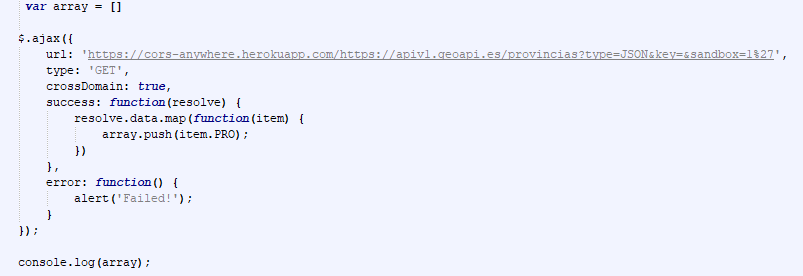 var array = []
$.ajax({
url: 'https://cors-anywhere.herokuapp.com/https://apiv1.geoapi.es/provincias?type=JSON&key=&sandbox=1%27',
type: 'GET',
crossDomain: true,
success: function(resolve) {
resolve.data.map(function(item) {
array.push(item.PRO);
})
},
error: function() {
alert('Failed!');
}
});
console.log(array);